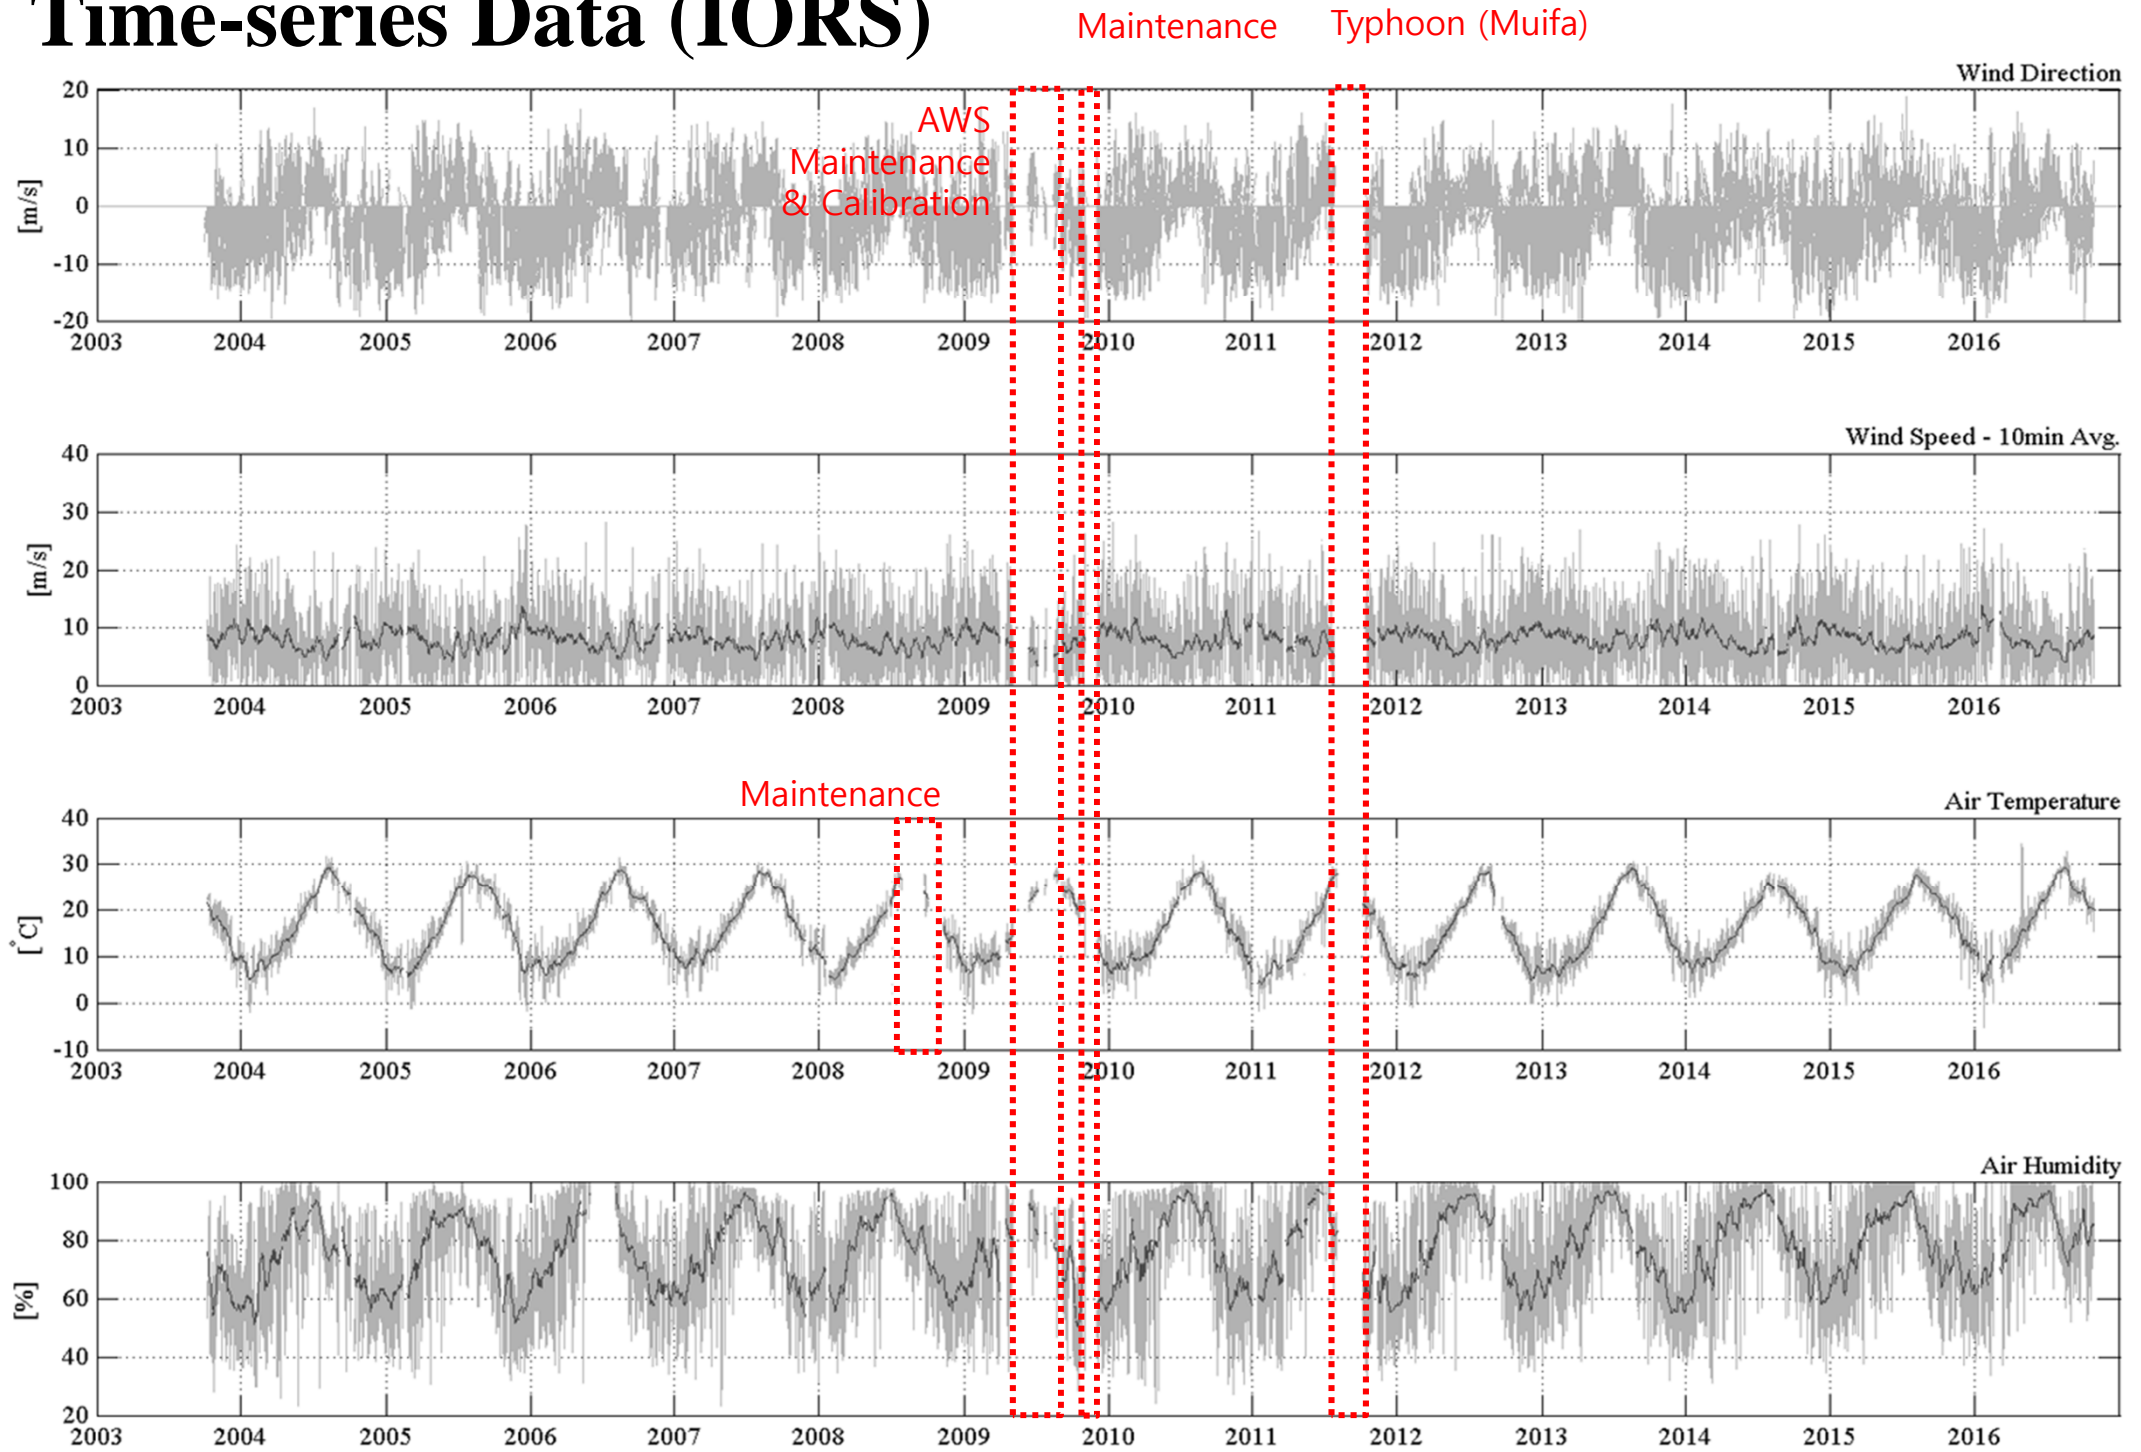 Time-series Data (IORS)
Maintenance
Typhoon (Muifa)
Wind Direction
AWS
Maintenance
& Calibration
[m/s]
20
10
0
-10
-20
2003 2004 2005 2006 2007 2008 2009 2010 2011 2012 2013 2014 2015 2016
Wind Speed - 10min Avg.
[m/s]
40
30
20
10
0
2003 2004 2005 2006 2007 2008 2009 2010 2011 2012 2013 2014 2015 2016
Maintenance
Air Temperature
[°C]
40
30
20
10
0
-10
2003 2004 2005 2006 2007 2008 2009 2010 2011 2012 2013 2014 2015 2016
Air Humidity
[%]
100
80
60
40
20
2003 2004 2005 2006 2007 2008 2009 2010 2011 2012 2013 2014 2015 2016